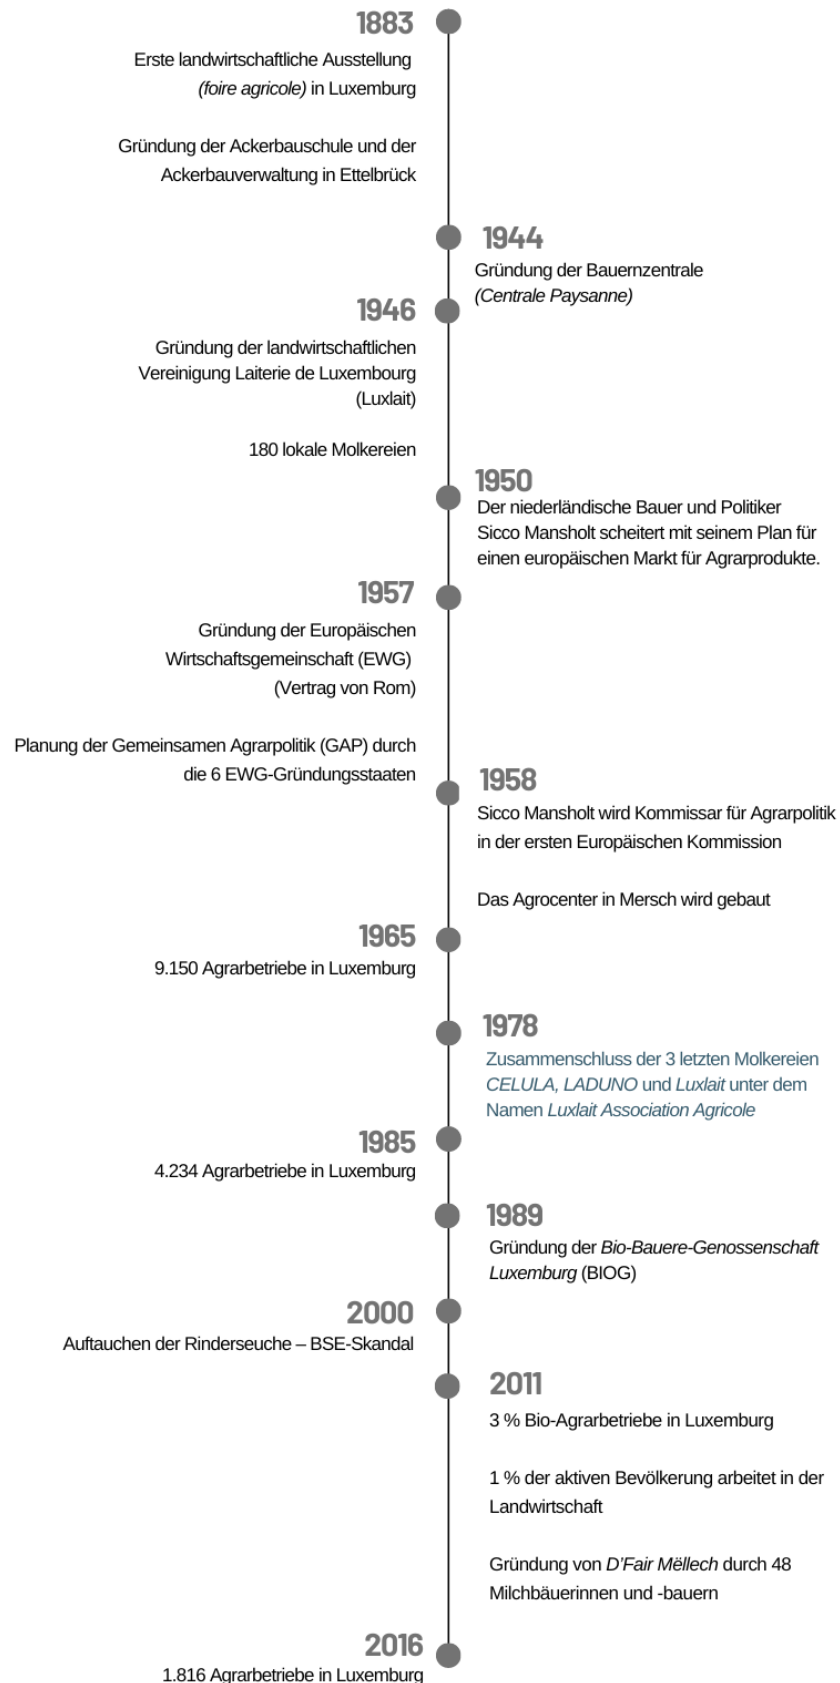 1883
Erste landwirtschaftliche Ausstellung
(foire agricole) in Luxemburg
Gründung der Ackerbauschule und der
Ackerbauverwaltung in Ettelbrück
1944
Gründung der Bauernzentrale
(Centrale Paysanne)
1946
Gründung der landwirtschaftlichen
Vereinigung Laiterie de Luxembourg
(Luxlait)
180 lokale Molkereien
1950
Der niederländische Bauer und Politiker
Sicco Mansholt scheitert mit seinem Plan für
einen europäischen Markt für Agrarprodukte.
1957
Gründung der Europäischen
Wirtschaftsgemeinschaft (EWG)
(Vertrag von Rom)
Planung der Gemeinsamen Agrarpolitik (GAP) durch
die 6 EWG-Gründungsstaaten
1958
Sicco Mansholt wird Kommissar für Agrarpolitik
in der ersten Europäischen Kommission
Das Agrocenter in Mersch wird gebaut
1965
9.150 Agrarbetriebe in Luxemburg
1978
Zusammenschluss der 3 letzten Molkereien
CELULA, LADUNO und Luxlait unter dem
Namen Luxlait Association Agricole
1985
4.234 Agrarbetriebe in Luxemburg
1989
Gründung der Bio-Bauere-Genossenschaft
Luxemburg (BIOG)
2000
Auftauchen der Rinderseuche – BSE-Skandal
2011
3 % Bio-Agrarbetriebe in Luxemburg
1 % der aktiven Bevölkerung arbeitet in der
Landwirtschaft
Gründung von D'Fair Mëllech durch 48
Milchbäuerinnen und -bauern
2016
1.816 Agrarbetriebe in Luxemburg